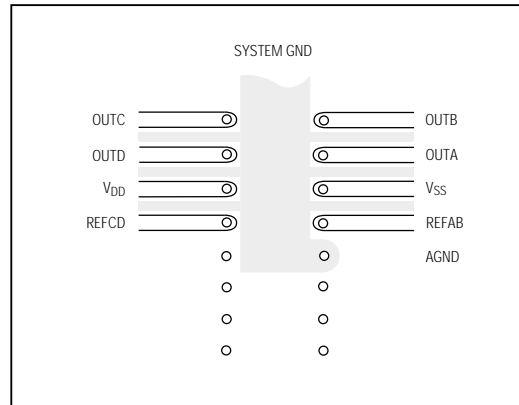 SYSTEM GND
OUTC OUTB
OUTD OUTA
VDD VSS
REFCD REFAB
AGND